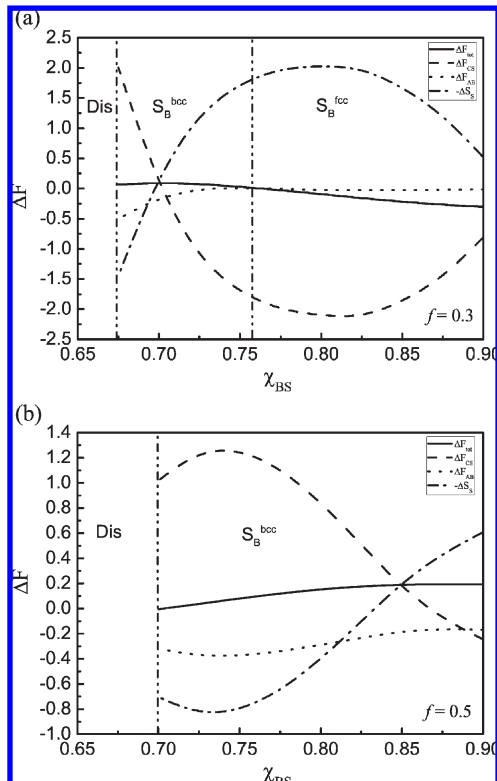 (a)
2.5
2.0
1.5
1.0
0.5
0.0
-0.5
-1.0
-1.5
-2.0
-2.5
ΔF
Dis
S_B^bcc
S_B^fcc
ΔF_tot
ΔF_CS
ΔF_AB
-ΔS_S
f = 0.3
0.65 0.70 0.75 0.80 0.85 0.90
χ_BS
(b)
1.4
1.2
1.0
0.8
0.6
0.4
0.2
0.0
-0.2
-0.4
-0.6
-0.8
-1.0
ΔF
Dis
S_B^bcc
ΔF_tot
ΔF_CS
ΔF_AB
-ΔS_S
f = 0.5
0.65 0.70 0.75 0.80 0.85 0.90
χ_BS